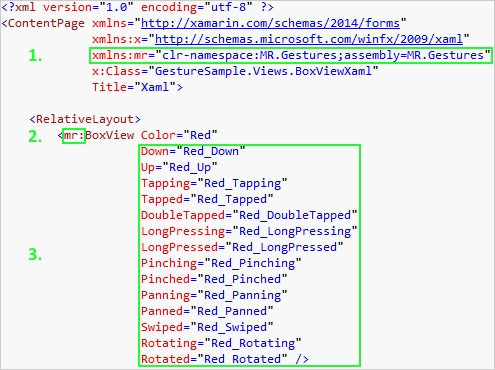 <?xml version="1.0" encoding="utf-8" ?>
<ContentPage xmlns="http://xamarin.com/schemas/2014/forms"
xmlns:x="http://schemas.microsoft.com/winfx/2009/xaml"
1. xmlns:mr="clr-namespace:MR.Gestures;assembly=MR.Gestures"
x:Class="GestureSample.Views.BoxViewXaml"
Title="Xaml">
<RelativeLayout>
2. <mr:BoxView Color="Red"
Down="Red_Down"
Up="Red_Up"
Tapping="Red_Tapping"
Tapped="Red_Tapped"
DoubleTapped="Red_DoubleTapped"
LongPressing="Red_LongPressing"
3. LongPressed="Red_LongPressed"
Pinching="Red_Pinching"
Pinched="Red_Pinched"
Panning="Red_Panning"
Panned="Red_Panned"
Swiped="Red_Swiped"
Rotating="Red_Rotating"
Rotated="Red_Rotated" />